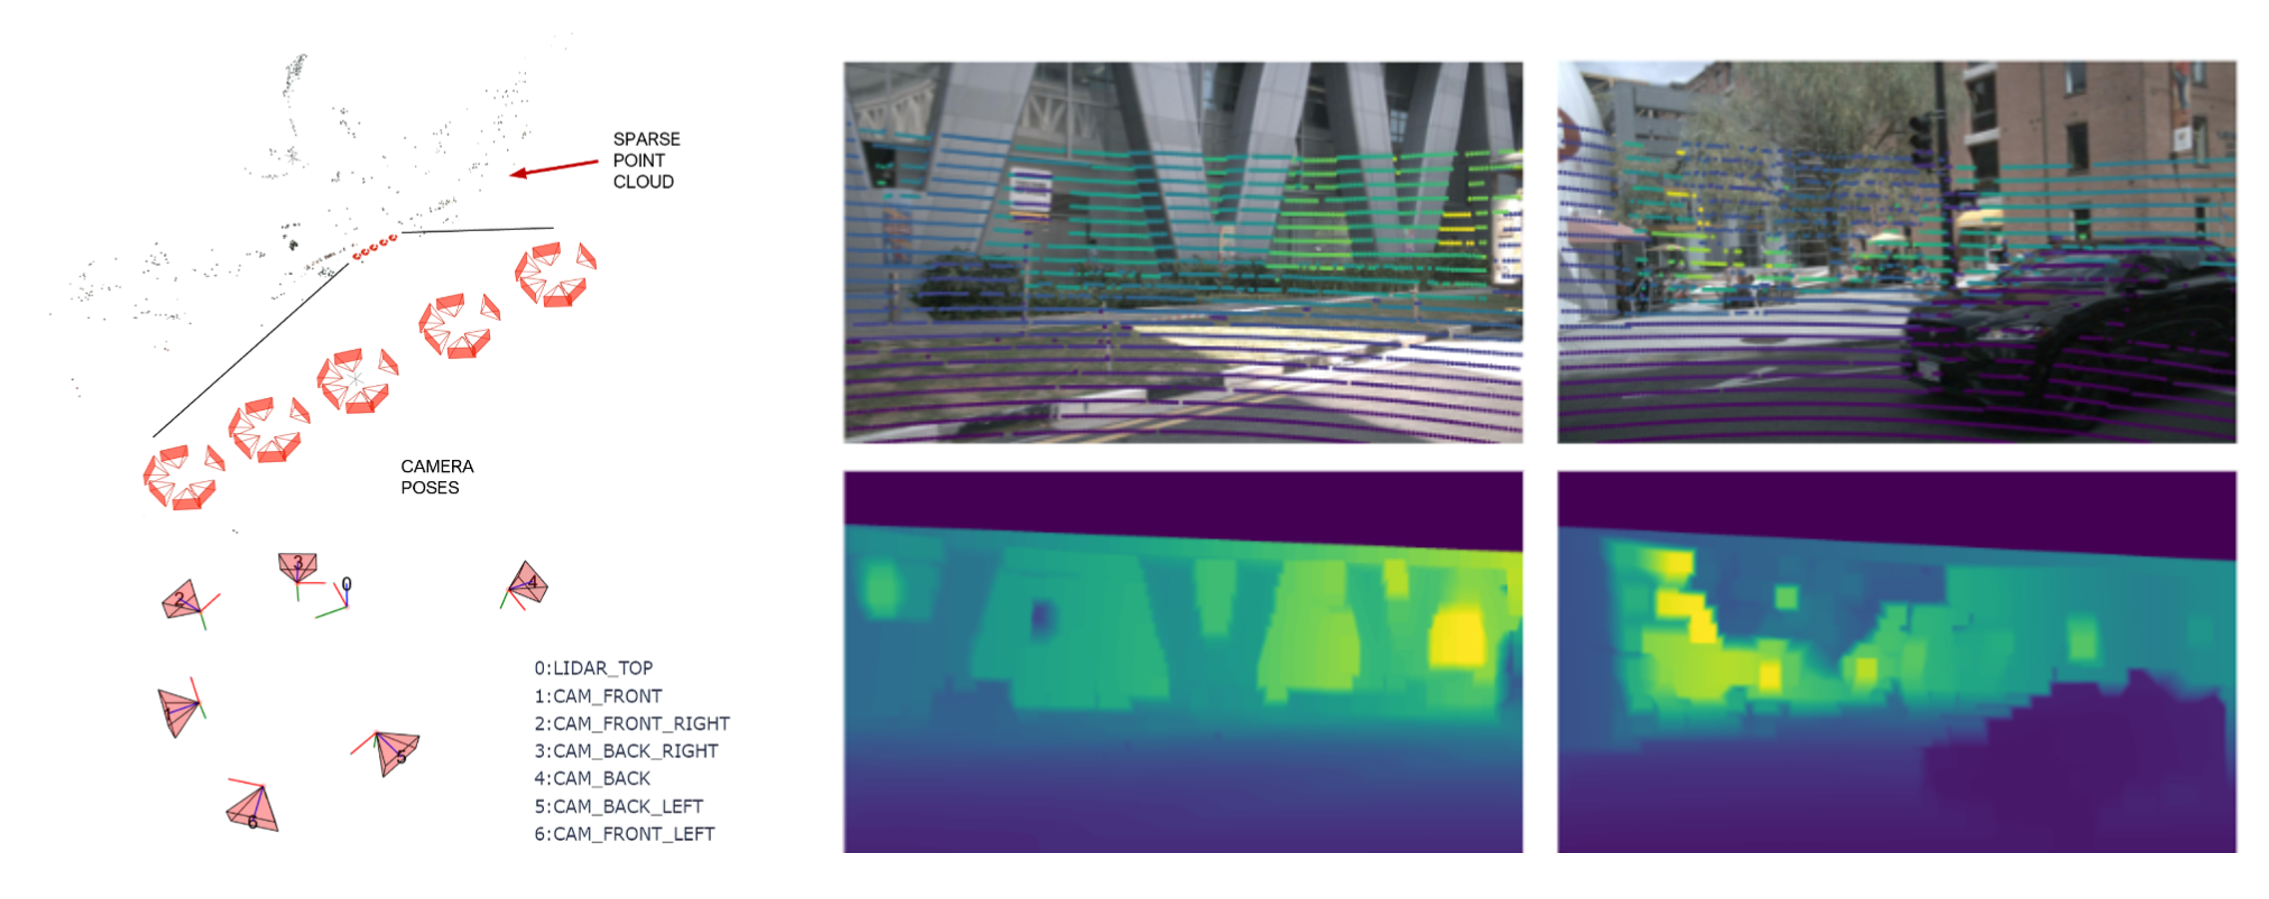 SPARSE
POINT
CLOUD
CAMERA
POSES
3
0
2
4
1
5
6
0:LIDAR_TOP
1:CAM_FRONT
2:CAM_FRONT_RIGHT
3:CAM_BACK_RIGHT
4:CAM_BACK
5:CAM_BACK_LEFT
6:CAM_FRONT_LEFT